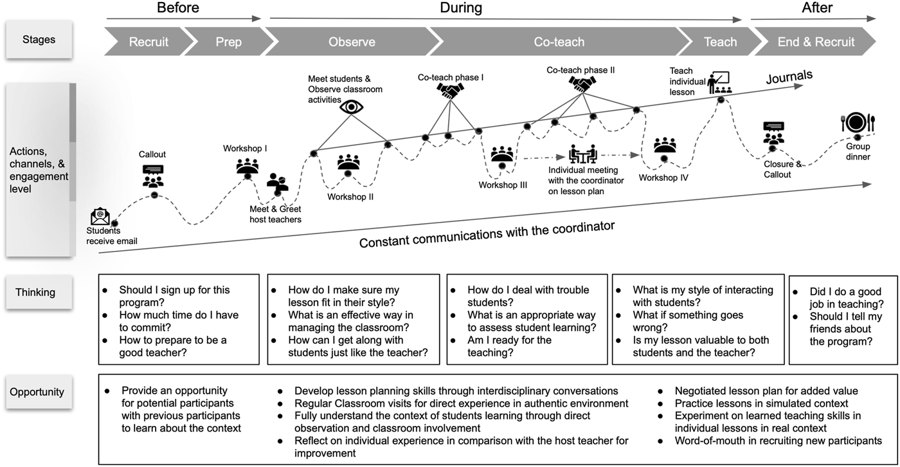 Before
During
After
Stages
Recruit
Prep
Observe
Co-teach
Teach
End & Recruit
Actions,
channels, &
engagement
level
Students
receive email
Callout
Workshop I
Meet & Greet
host teachers
Meet students &
Observe classroom
activities
Workshop II
Co-teach phase I
Workshop III
Co-teach phase II
Individual meeting
with the coordinator
on lesson plan
Workshop IV
Teach
individual
lesson
Journals
Closure &
Callout
Group
dinner
Constant communications with the coordinator
Thinking
Should I sign up for this
program?
How much time do I have
to commit?
How to prepare to be a
good teacher?
How do I make sure my
lesson fit in their style?
What is an effective way in
managing the classroom?
How can I get along with
students just like the teacher?
How do I deal with trouble
students?
What is an appropriate way
to assess student learning?
Am I ready for the
teaching?
What is my style of interacting
with students?
What if something goes
wrong?
Is my lesson valuable to both
students and the teacher?
Did I do a good
job in teaching?
Should I tell my
friends about
the program?
Opportunity
Provide an opportunity
for potential participants
with previous participants
to learn about the context
Develop lesson planning skills through interdisciplinary conversations
Regular Classroom visits for direct experience in authentic environment
Fully understand the context of students learning through direct
observation and classroom involvement
Reflect on individual experience in comparison with the host teacher for
improvement
Negotiated lesson plan for added value
Practice lessons in simulated context
Experiment on learned teaching skills in
individual lessons in real context
Word-of-mouth in recruiting new participants